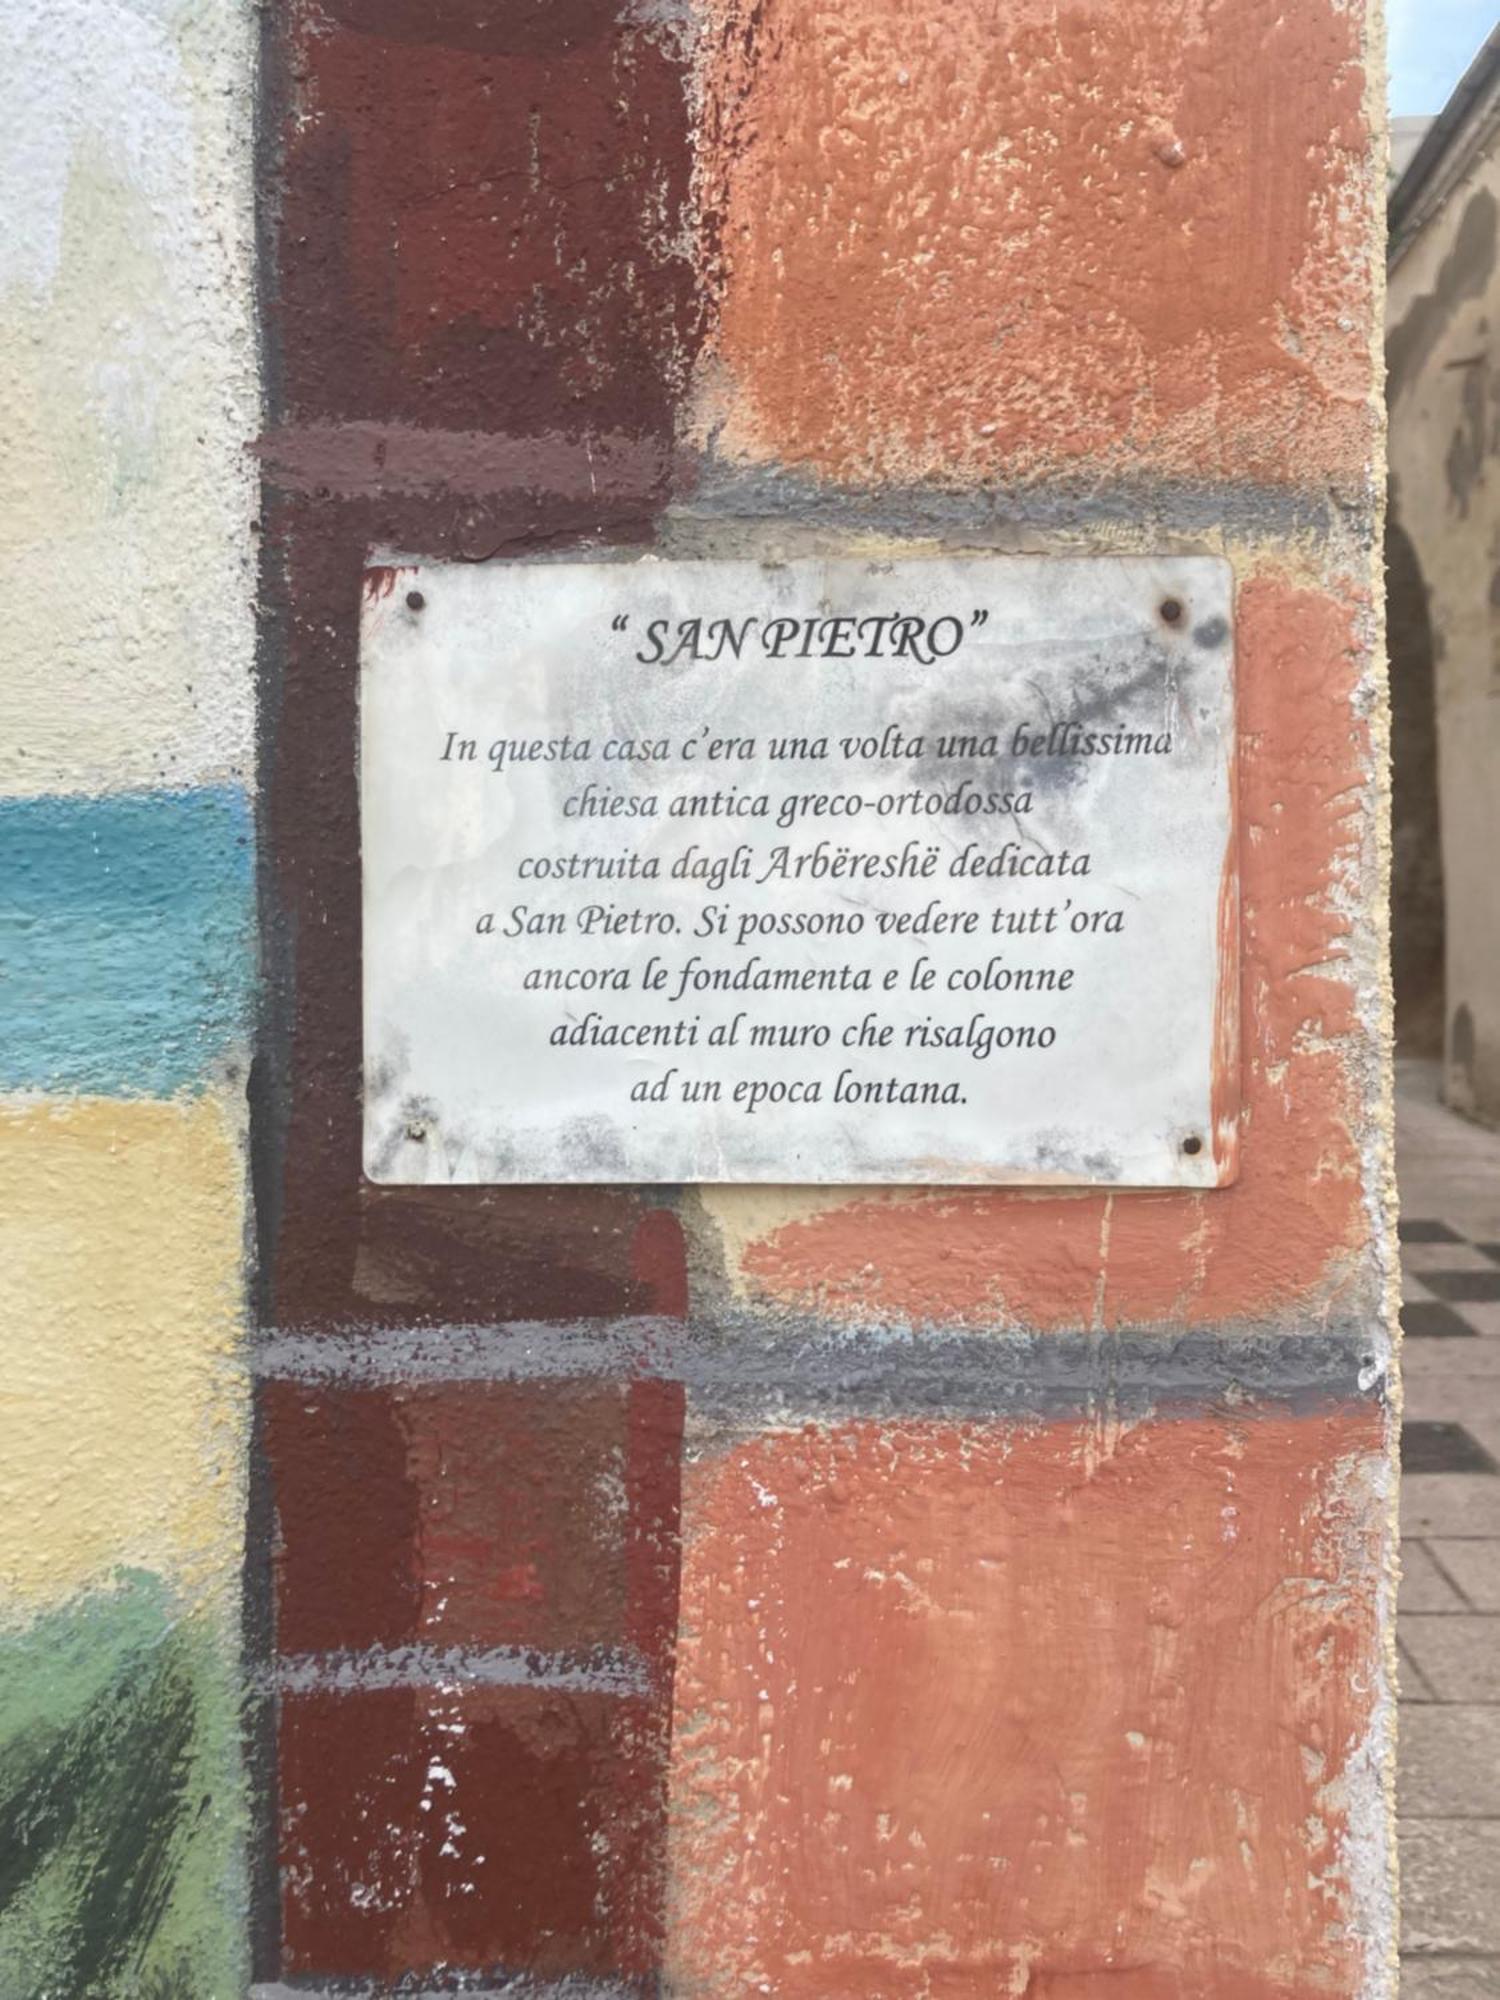 “ SAN PIETRO”
In questa casa c’era una volta una bellissima
chiesa antica greco-ortodossa
costruita dagli Arbëreshë dedicata
a San Pietro. Si possono vedere tutt’ora
ancora le fondamenta e le colonne
adiacenti al muro che risalgono
ad un epoca lontana.